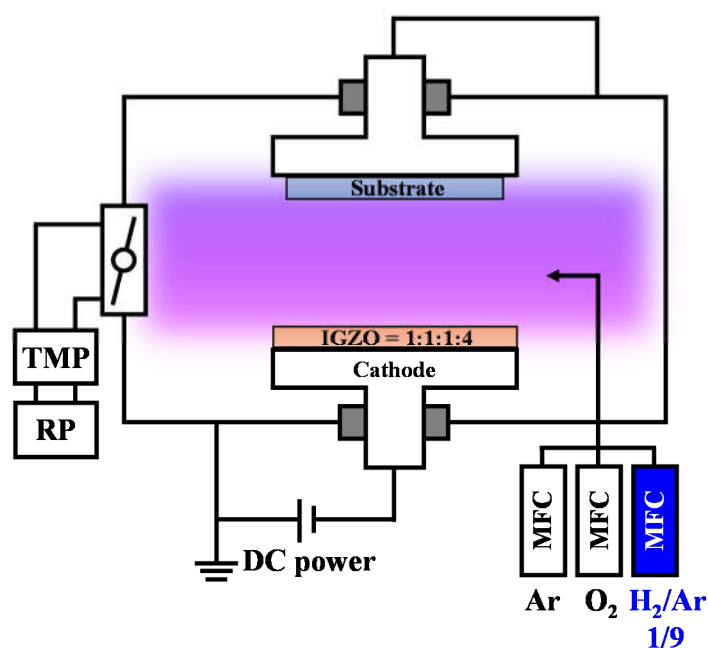 Substrate
IGZO = 1:1:1:4
Cathode
TMP
RP
DC power
MFC
MFC
MFC
Ar
O₂
H₂/Ar
1/9